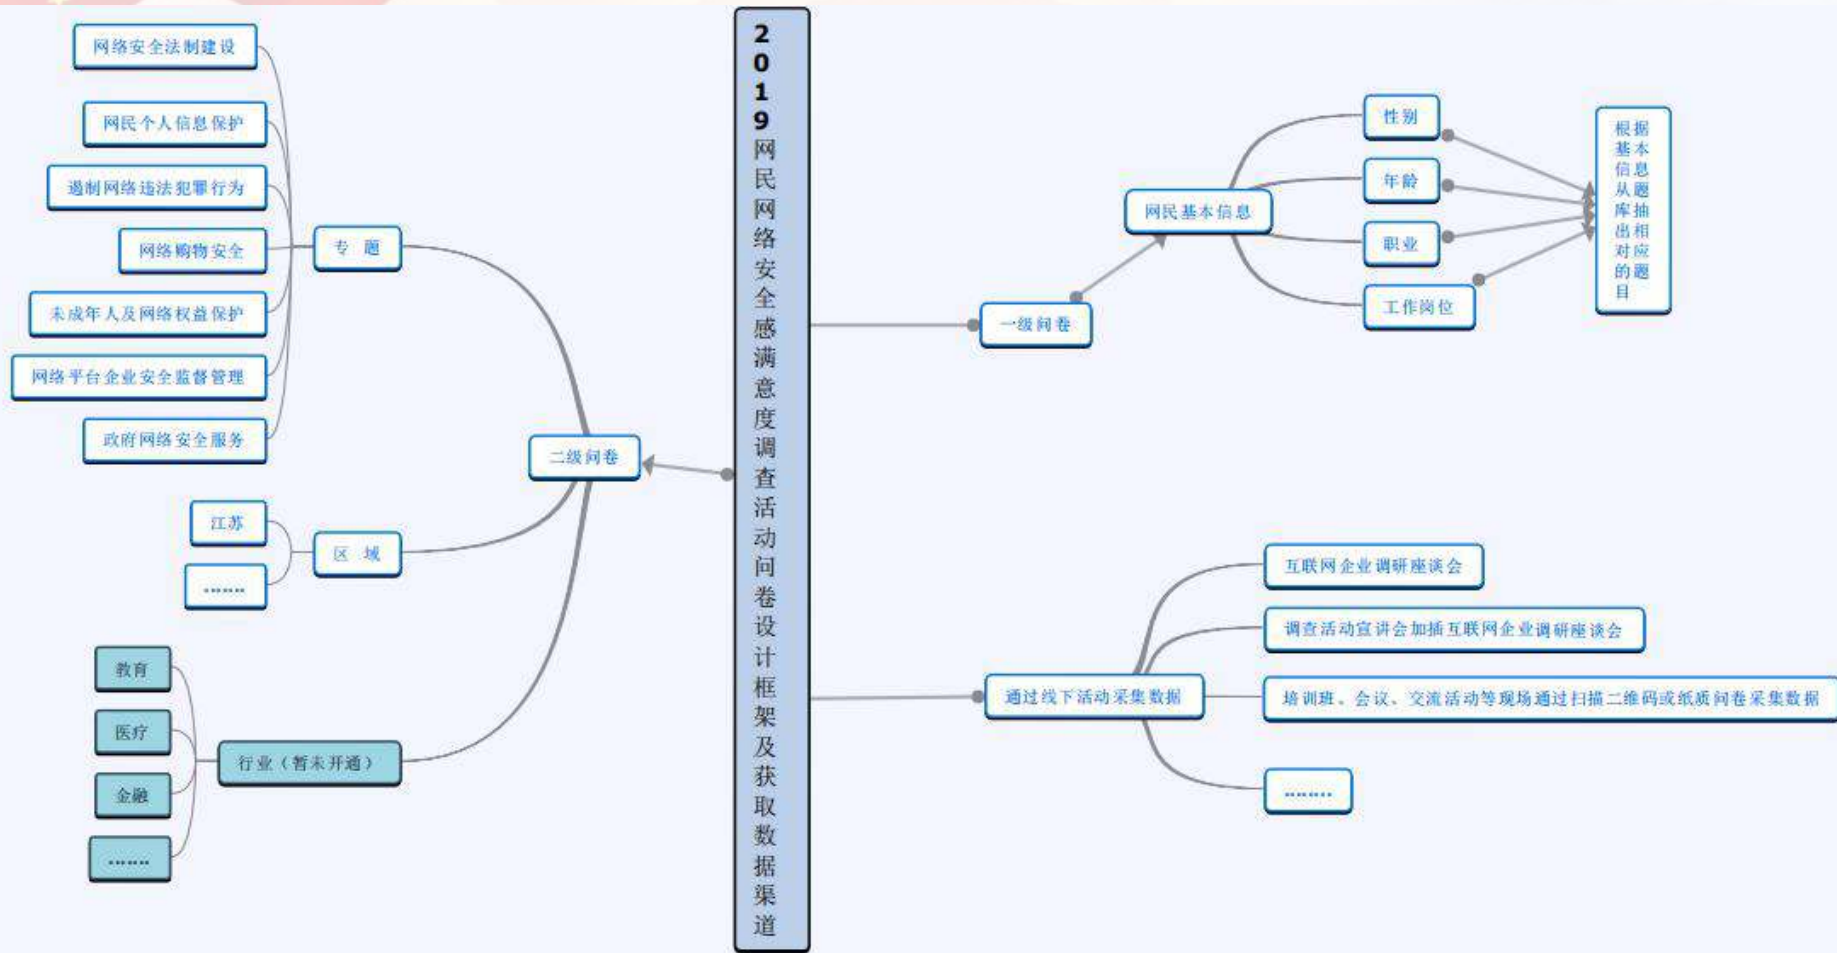 网络安全法制建设
网民个人信息保护
遏制网络违法犯罪行为
网络购物安全
未成年人及网络权益保护
网络平台企业安全监督管理
政府网络安全服务
专 题
江苏
.......
区 域
教育
医疗
金融
.......
行业（暂未开通）
二级问卷
2019网民网络安全感满意度调查活动问卷设计框架及获取数据渠道
一级问卷
网民基本信息
性别
年龄
职业
工作岗位
根据
基本
信息
从题
库抽
出相
对应
的题
目
通过线下活动采集数据
互联网企业调研座谈会
调查活动宣讲会加插互联网企业调研座谈会
培训班、会议、交流活动等现场通过扫描二维码或纸质问卷采集数据
........